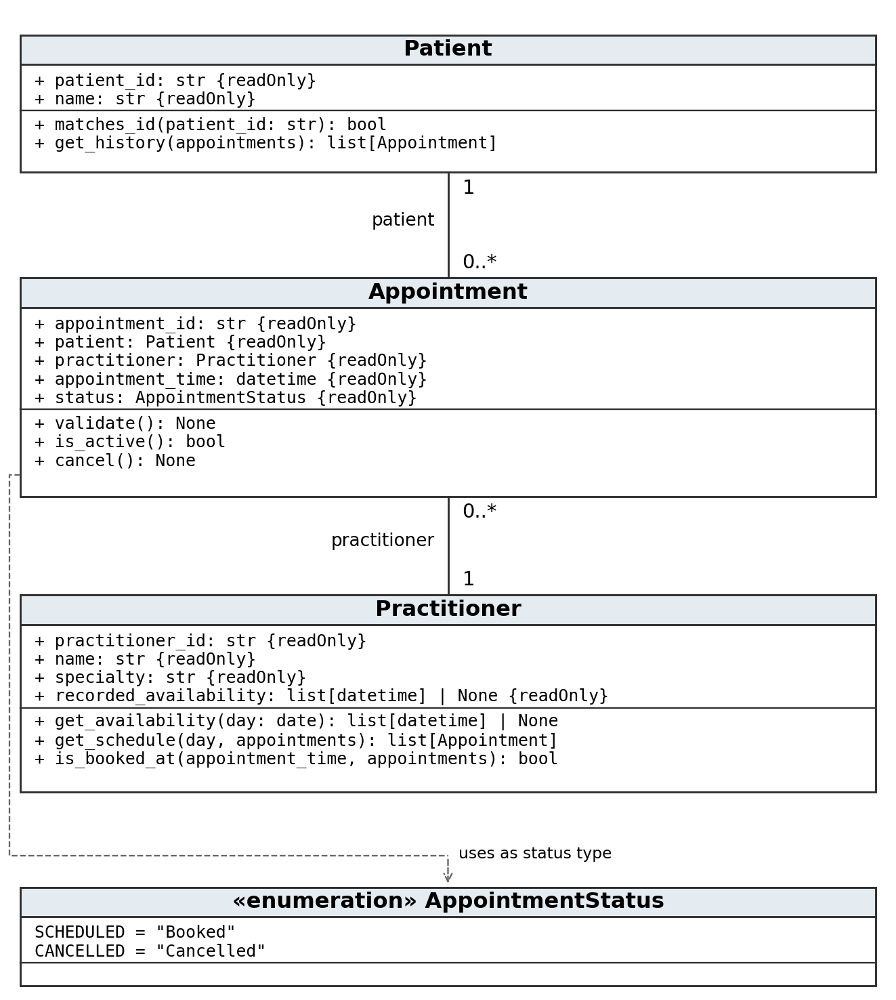 Patient
+ patient_id: str {readOnly}
+ name: str {readOnly}
+ matches_id(patient_id: str): bool
+ get_history(appointments): list[Appointment]
1
patient
0..*
Appointment
+ appointment_id: str {readOnly}
+ patient: Patient {readOnly}
+ practitioner: Practitioner {readOnly}
+ appointment_time: datetime {readOnly}
+ status: AppointmentStatus {readOnly}
+ validate(): None
+ is_active(): bool
+ cancel(): None
0..*
practitioner
1
Practitioner
+ practitioner_id: str {readOnly}
+ name: str {readOnly}
+ specialty: str {readOnly}
+ recorded_availability: list[datetime] | None {readOnly}
+ get_availability(day: date): list[datetime] | None
+ get_schedule(day, appointments): list[Appointment]
+ is_booked_at(appointment_time, appointments): bool
uses as status type
«enumeration» AppointmentStatus
SCHEDULED = "Booked"
CANCELLED = "Cancelled"